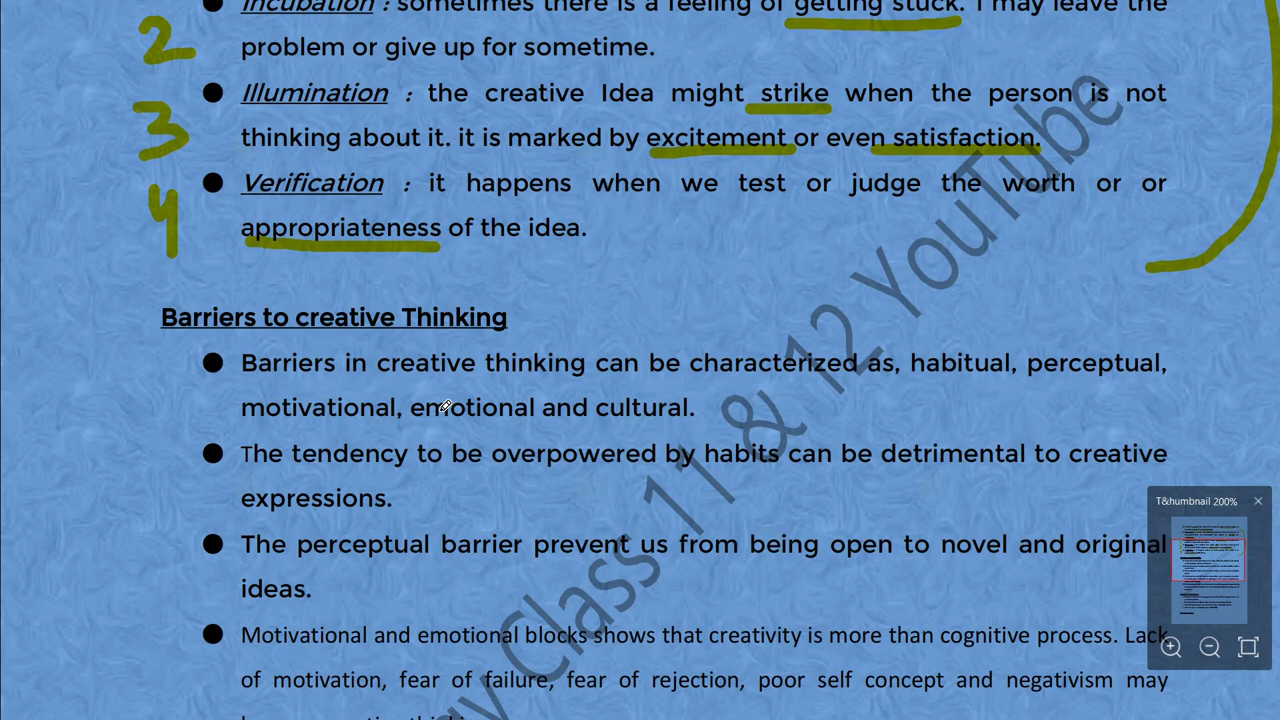 Incubation : sometimes there is a feeling of getting stuck. I may leave the
2
problem or give up for sometime.
Illumination : the creative Idea might strike when the person is not
3
thinking about it. it is marked by excitement or even satisfaction.
Verification : it happens when we test or judge the worth or or
4
appropriateness of the idea.
Barriers to creative Thinking
Barriers in creative thinking can be characterized as, habitual, perceptual,
motivational, emotional and cultural.
The tendency to be overpowered by habits can be detrimental to creative
expressions.
The perceptual barrier prevent us from being open to novel and original
ideas.
Motivational and emotional blocks shows that creativity is more than cognitive process. Lack
of motivation, fear of failure, fear of rejection, poor self concept and negativism may
Class 11 & 12 YouTube
T&humbnail 200%